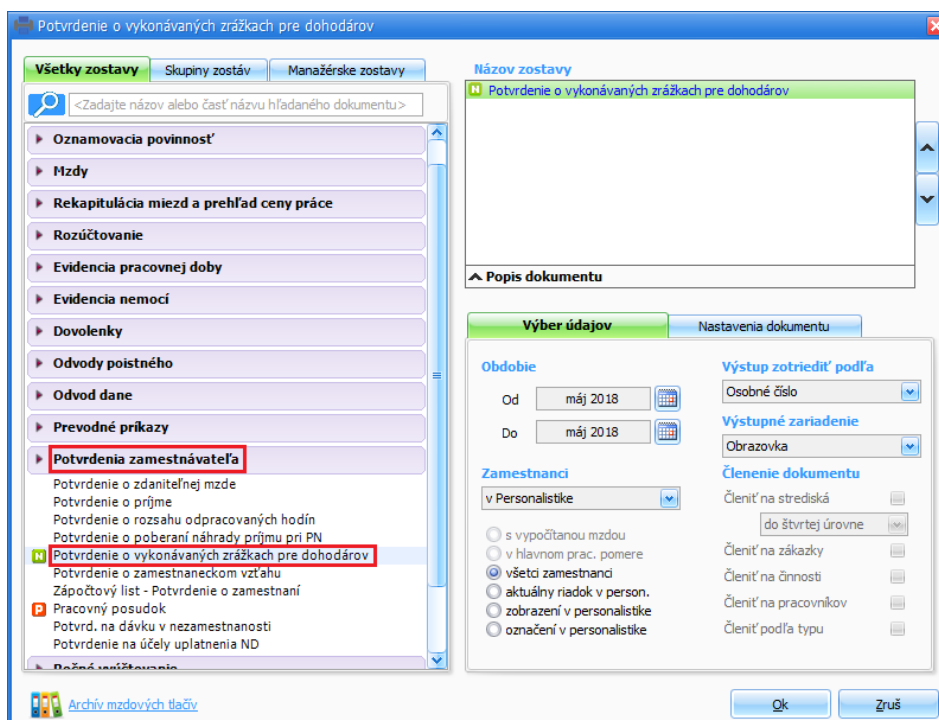 Potvrdenie o vykonávaných zrážkach pre dohodárov
Všetky zostavy
Skupiny zostáv
Manažérske zostavy
<Zadajte názov alebo časť názvu hľadaného dokumentu>
Oznamovacia povinnosť
Mzdy
Rekapitulácia miezd a prehľad ceny práce
Rozúčtovanie
Evidencia pracovnej doby
Evidencia nemocí
Dovolenky
Odvody poistného
Odvod dane
Prevodné príkazy
Potvrdenia zamestnávateľa
Potvrdenie o zdaniteľnej mzde
Potvrdenie o príjme
Potvrdenie o rozsahu odpracovaných hodín
Potvrdenie o poberaní náhrady príjmu pri PN
N Potvrdenie o vykonávaných zrážkach pre dohodárov
Potvrdenie o zamestnaneckom vzťahu
Zápočtový list - Potvrdenie o zamestnaní
P Pracovný posudok
Potvrd. na dávku v nezamestnanosti
Potvrdenie na účely uplatnenia ND
Ročné vyúčtovanie
Archív mzdových tlačív
Názov zostavy
N Potvrdenie o vykonávaných zrážkach pre dohodárov
Popis dokumentu
Výber údajov
Nastavenia dokumentu
Obdobie
Od máj 2018
Do máj 2018
Zamestnanci
v Personalistike
s vypočítanou mzdou
v hlavnom prac. pomere
všetci zamestnanci
aktuálny riadok v person.
zobrazení v personalistike
označení v personalistike
Výstup zotriediť podľa
Osobné číslo
Výstupné zariadenie
Obrazovka
Členenie dokumentu
Členiť na strediská
do štvrtej úrovne
Členiť na zákazky
Členiť na činnosti
Členiť na pracovníkov
Členiť podľa typu
Ok
Zruš